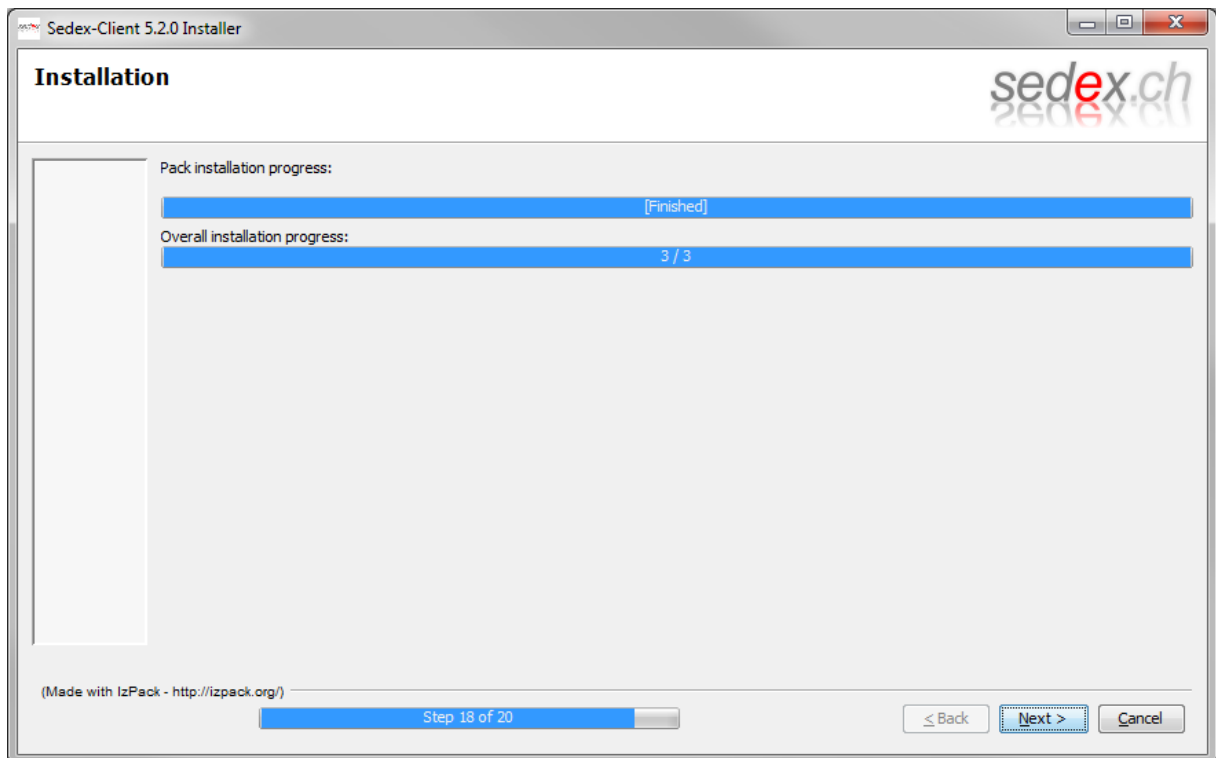 Sedex-Client 5.2.0 Installer
Installation
sedex.ch
Pack installation progress:
[Finished]
Overall installation progress:
3 / 3
(Made with IzPack - http://izpack.org/)
Step 18 of 20
< Back Next > Cancel